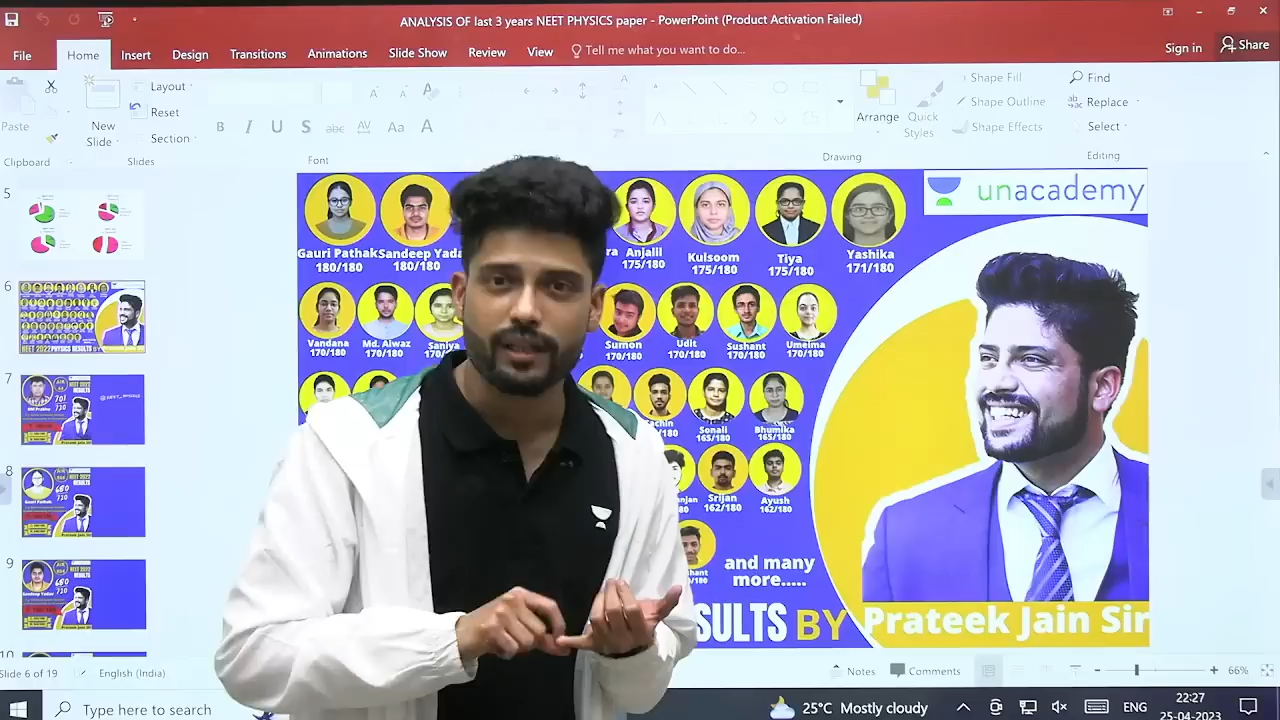 ANALYSIS OF last 3 years NEET PHYSICS paper - PowerPoint (Product Activation Failed)
File Home Insert Design Transitions Animations Slide Show Review View Tell me what you want to do... Sign in Share
Layout Shape Fill Find
Reset Shape Outline Replace
Paste New Slide Section B I U S abc AV Aa A Arrange Quick Styles Shape Effects Select
Clipboard Slides Font Drawing Editing
5
6
7
8
9
10
unacademy
Gauri Pathak Sandeep Yada Anjalii Kulsoom Tiya Yashika
180/180 180/180 175/180 175/180 175/180 171/180
Vandana Md. Aiwaz Saniya Sumon Udit Sushant Umeima
170/180 170/180 170/180 170/180 170/180 170/180
Sonali Bhumika
165/180 165/180
Srijan Ayush
162/180 162/180
and many
more.....
SULTS BY Prateek Jain Sir
Slide 6 of 19 English (India) Notes Comments 66%
Type here to search 25°C Mostly cloudy ENG 22:27
25-04-2023